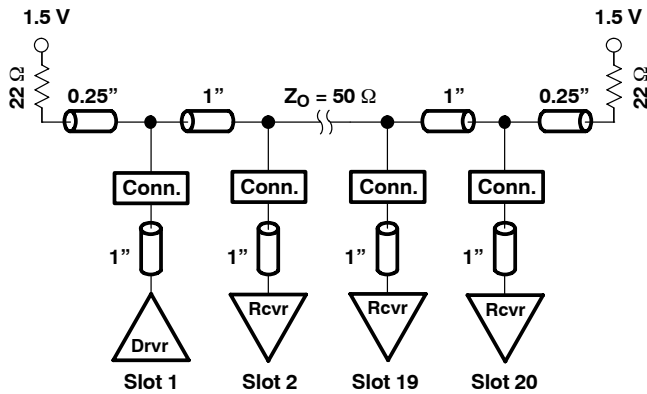 1.5 V
1.5 V
22 Ω
0.25”
1”
Z_O = 50 Ω
1”
0.25”
22 Ω
Conn.
Conn.
Conn.
Conn.
1”
1”
1”
1”
Drvr
Rcvr
Rcvr
Rcvr
Slot 1
Slot 2
Slot 19
Slot 20